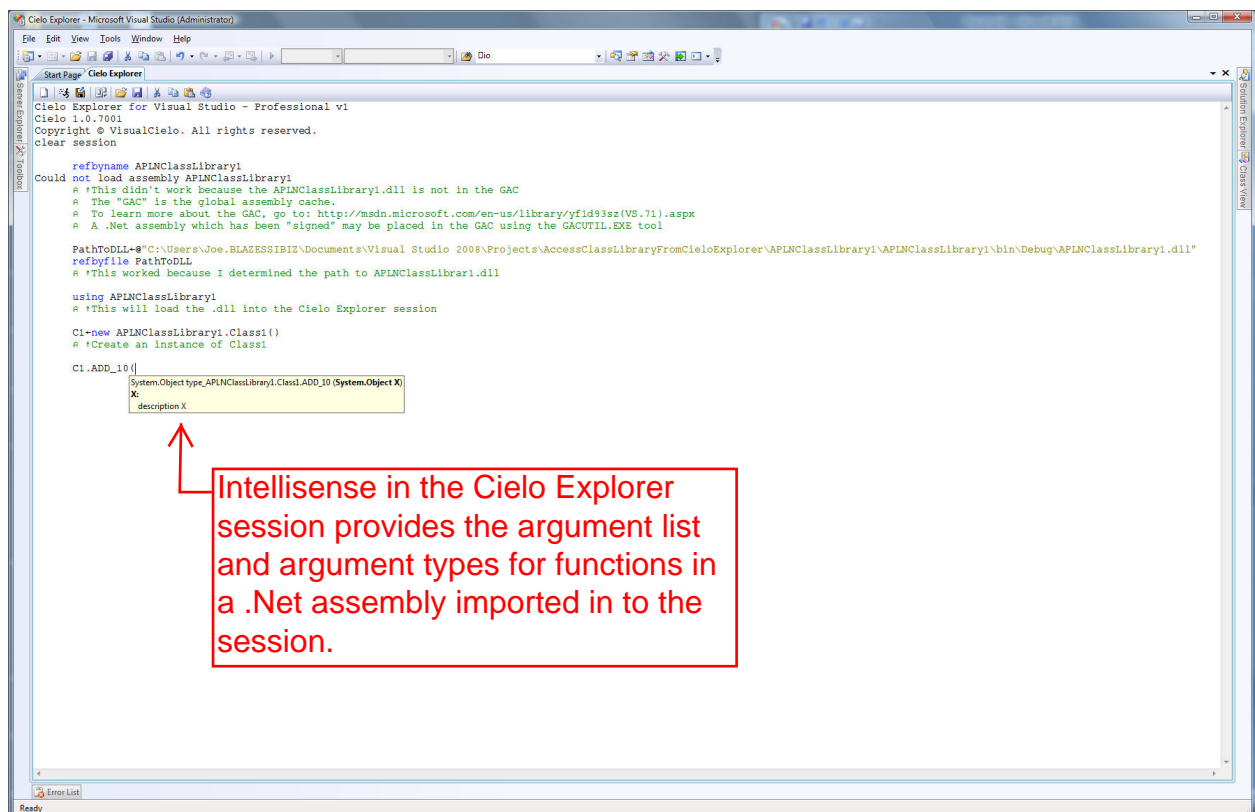 Cielo Explorer - Microsoft Visual Studio (Administrator)
File Edit View Tools Window Help
Dio
Start Page Cielo Explorer
Server Explorer
Toolbox
Solution Explorer
Class View
Cielo Explorer for Visual Studio - Professional v1
Cielo 1.0.7001
Copyright © VisualCielo. All rights reserved.
clear session
refbyname APLNClassLibrary1
Could not load assembly APLNClassLibrary1
⍝ ↑This didn't work because the APLNClassLibrary1.dll is not in the GAC
⍝ The "GAC" is the global assembly cache.
⍝ To learn more about the GAC, go to: http://msdn.microsoft.com/en-us/library/yf1d93sz(VS.71).aspx
⍝ A .Net assembly which has been "signed" may be placed in the GAC using the GACUTIL.EXE tool
PathToDLL←@"C:\Users\Joe.BLAZESSIBIZ\Documents\Visual Studio 2008\Projects\AccessClassLibraryFromCieloExplorer\APLNClassLibrary1\APLNClassLibrary1\bin\Debug\APLNClassLibrary1.dll"
refbyfile PathToDLL
⍝ ↑This worked because I determined the path to APLNClassLibrar1.dll
using APLNClassLibrary1
⍝ ↑This will load the .dll into the Cielo Explorer session
C1←new APLNClassLibrary1.Class1()
⍝ ↑Create an instance of Class1
C1.ADD_10(
System.Object type_APLNClassLibrary1.Class1.ADD_10 (System.Object X)
X:
description X
Intellisense in the Cielo Explorer
session provides the argument list
and argument types for functions in
a .Net assembly imported in to the
session.
Error List
Ready